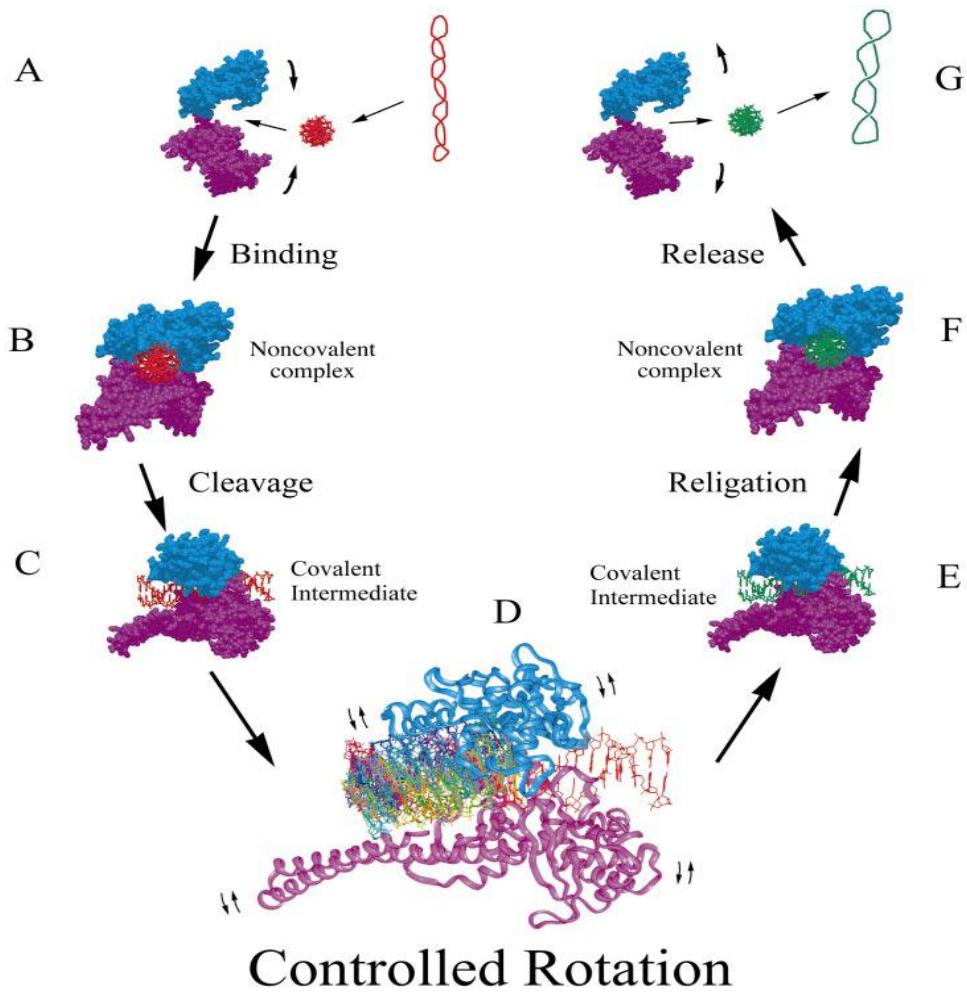 A
G
Binding
Release
B
Noncovalent
complex
Noncovalent
complex
F
Cleavage
Religation
C
Covalent
Intermediate
Covalent
Intermediate
E
D
Controlled Rotation